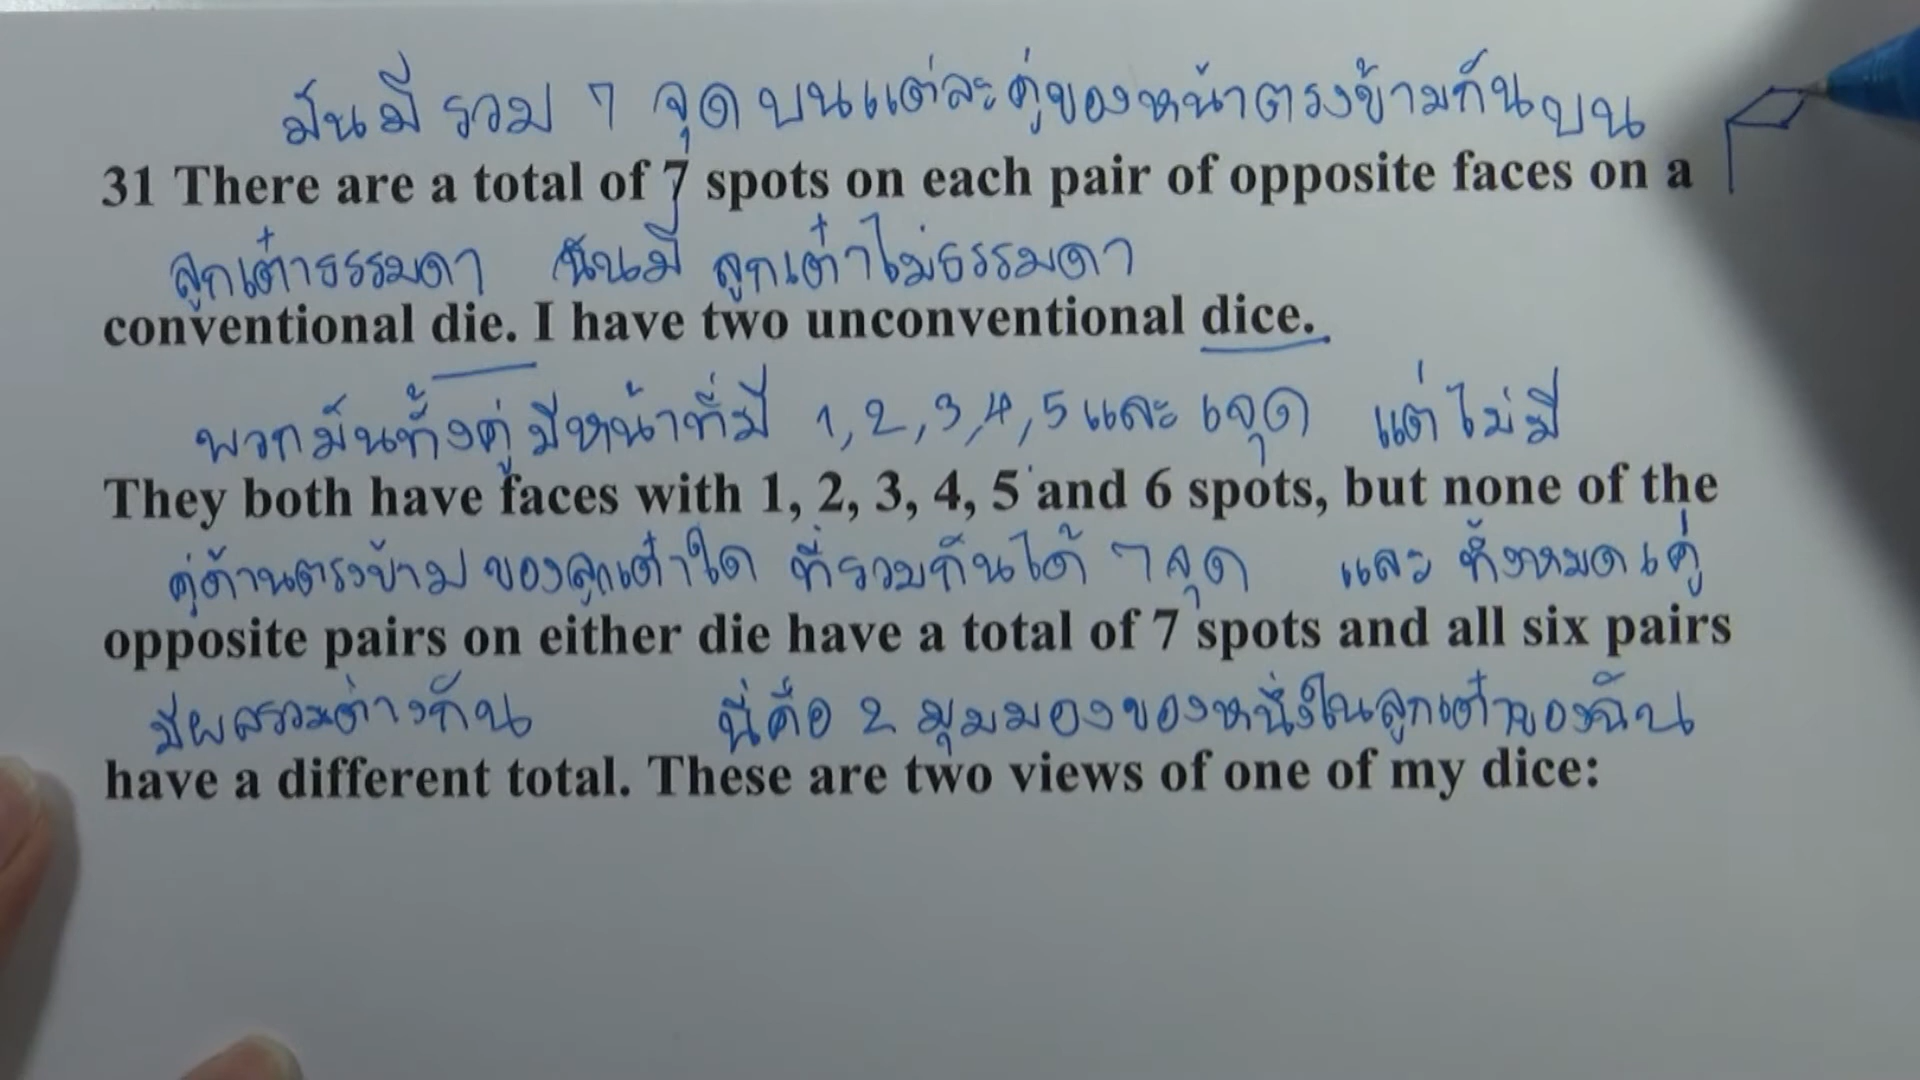 มันมี รวม 7 จุด บนแต่ละคู่ของหน้าตรงข้ามกันบน
31 There are a total of 7 spots on each pair of opposite faces on a
ลูกเต๋าธรรมดา ฉันมี ลูกเต๋าไม่ธรรมดา
conventional die. I have two unconventional dice.
พวกมันทั้งคู่ มีหน้าที่มี 1, 2, 3, 4, 5 และ 6 จุด แต่ ไม่มี
They both have faces with 1, 2, 3, 4, 5 and 6 spots, but none of the
คู่ด้านตรงข้าม ของลูกเต๋าใด ที่รวมกันได้ 7 จุด และ ทั้งหมด 6 คู่
opposite pairs on either die have a total of 7 spots and all six pairs
มีผลรวมต่างกัน นี่คือ 2 มุมมองของหนึ่งในลูกเต๋าของฉัน
have a different total. These are two views of one of my dice: